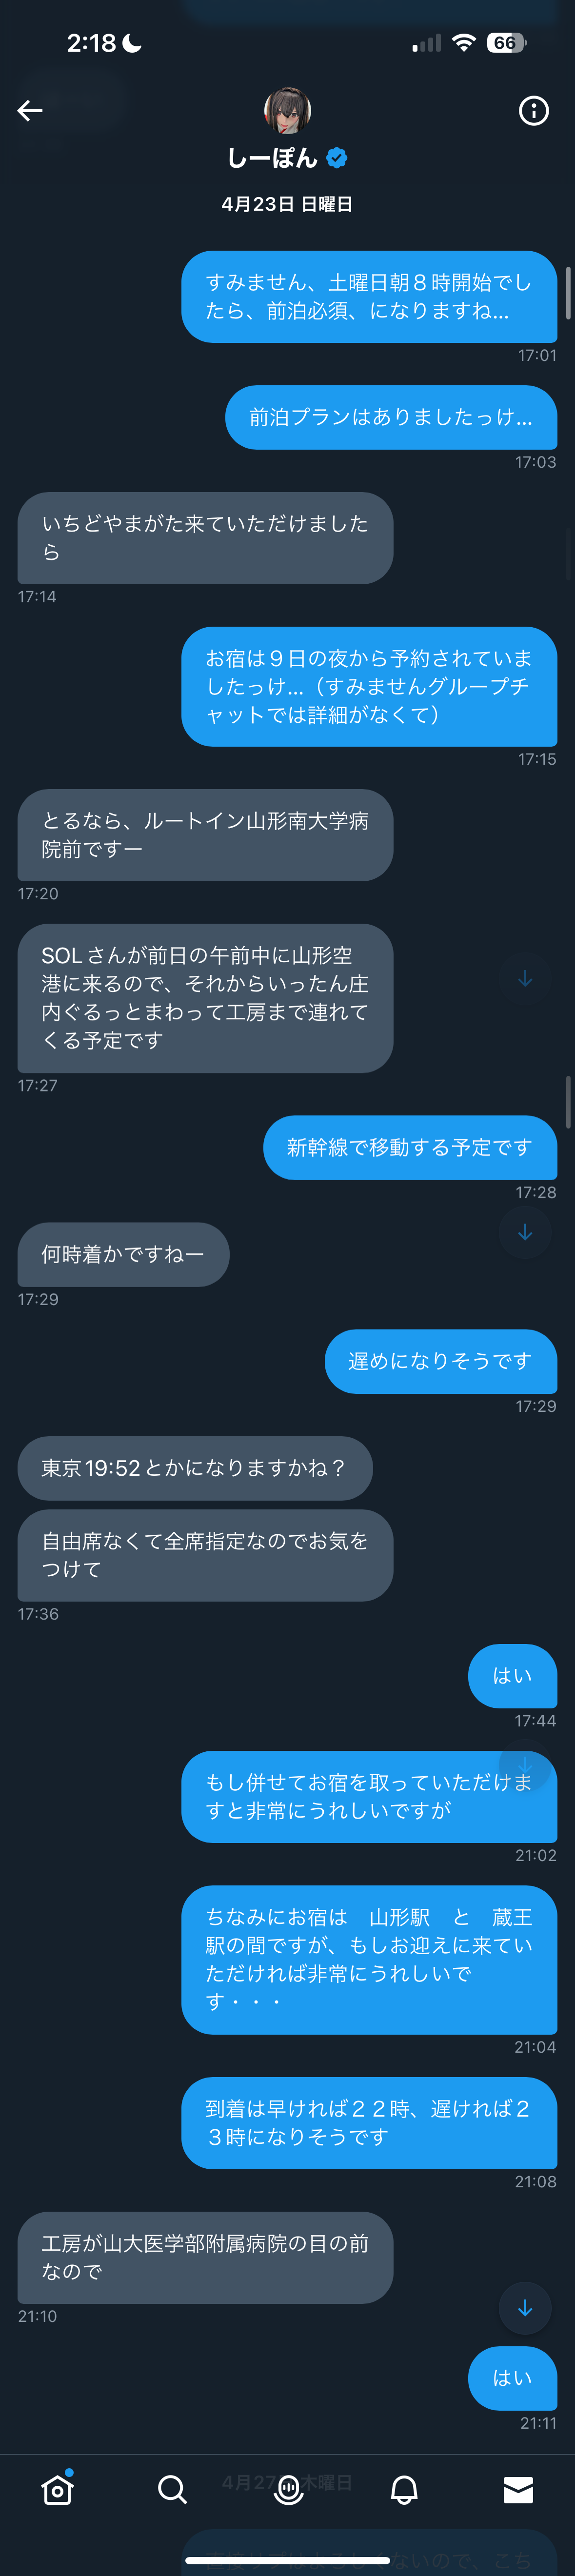 2:18
66
しーぽん
4月23日 日曜日
すみません、土曜日朝８時開始でし
たら、前泊必須、になりますね…
17:01
前泊プランはありましたっけ…
17:03
いちどやまがた来ていただけました
ら
17:14
お宿は９日の夜から予約されていま
したっけ…（すみませんグループチ
ャットでは詳細がなくて）
17:15
とるなら、ルートイン山形南大学病
院前ですー
17:20
SOLさんが前日の午前中に山形空
港に来るので、それからいったん庄
内ぐるっとまわって工房まで連れて
くる予定です
17:27
新幹線で移動する予定です
17:28
何時着かですねー
17:29
遅めになりそうです
17:29
東京19:52とかになりますかね？
自由席なくて全席指定なのでお気を
つけて
17:36
はい
17:44
もし併せてお宿を取っていただけま
すと非常にうれしいですが
21:02
ちなみにお宿は　山形駅　と　蔵王
駅の間ですが、もしお迎えに来てい
ただければ非常にうれしいで
す・・・
21:04
到着は早ければ２２時、遅ければ２
３時になりそうです
21:08
工房が山大医学部附属病院の目の前
なので
21:10
はい
21:11
4月27日 木曜日